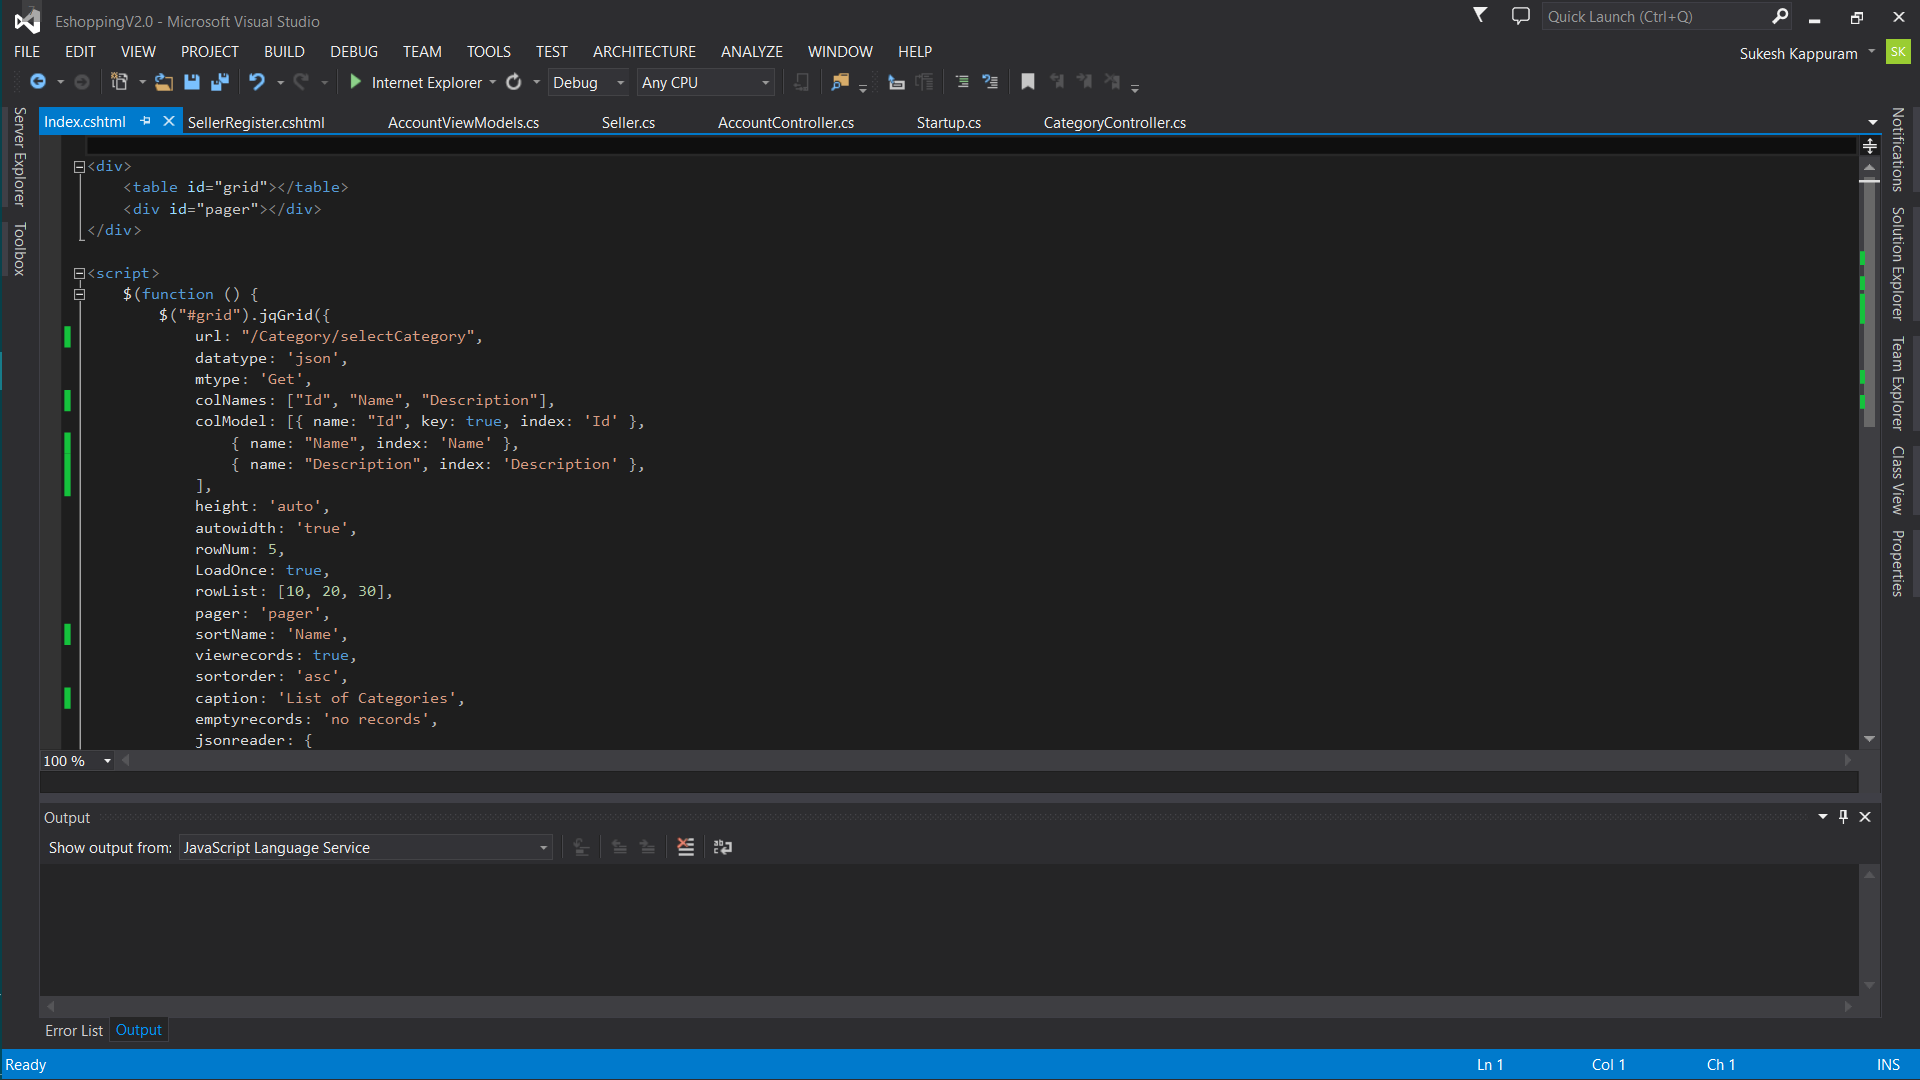 EshoppingV2.0 - Microsoft Visual Studio
Quick Launch (Ctrl+Q)
FILE EDIT VIEW PROJECT BUILD DEBUG TEAM TOOLS TEST ARCHITECTURE ANALYZE WINDOW HELP
Sukesh Kappuram SK
Internet Explorer Debug Any CPU
Index.cshtml SellerRegister.cshtml AccountViewModels.cs Seller.cs AccountController.cs Startup.cs CategoryController.cs
Server Explorer
Toolbox
<div>
<table id="grid"></table>
<div id="pager"></div>
</div>
<script>
$(function () {
$("#grid").jqGrid({
url: "/Category/selectCategory",
datatype: 'json',
mtype: 'Get',
colNames: ["Id", "Name", "Description"],
colModel: [{ name: "Id", key: true, index: 'Id' },
{ name: "Name", index: 'Name' },
{ name: "Description", index: 'Description' },
],
height: 'auto',
autowidth: 'true',
rowNum: 5,
LoadOnce: true,
rowList: [10, 20, 30],
pager: 'pager',
sortName: 'Name',
viewrecords: true,
sortorder: 'asc',
caption: 'List of Categories',
emptyrecords: 'no records',
jsonreader: {
100 %
Notifications
Solution Explorer
Team Explorer
Class View
Properties
Output
Show output from: JavaScript Language Service
Error List Output
Ready Ln 1 Col 1 Ch 1 INS